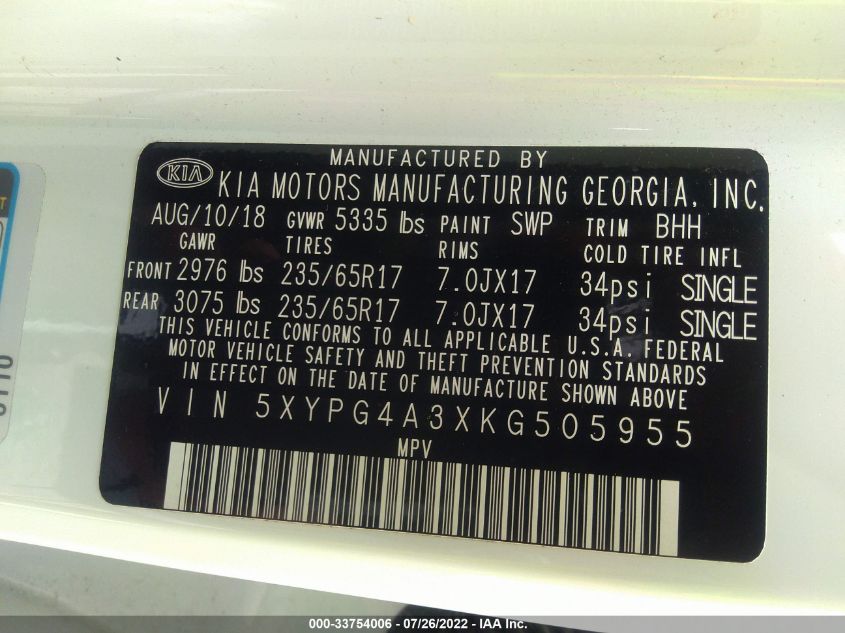 MANUFACTURED BY
KIA KIA MOTORS MANUFACTURING GEORGIA, INC.
AUG/10/18 GVWR 5335 lbs PAINT SWP TRIM BHH
GAWR TIRES RIMS COLD TIRE INFL
FRONT 2976 lbs 235/65R17 7.0JX17 34psi SINGLE
REAR 3075 lbs 235/65R17 7.0JX17 34psi SINGLE
THIS VEHICLE CONFORMS TO ALL APPLICABLE U.S.A. FEDERAL
MOTOR VEHICLE SAFETY AND THEFT PREVENTION STANDARDS
IN EFFECT ON THE DATE OF MANUFACTURE SHOWN ABOVE
VIN 5XYPG4A3XKG505955
MPV
000-33754006 - 07/26/2022 - IAA Inc.